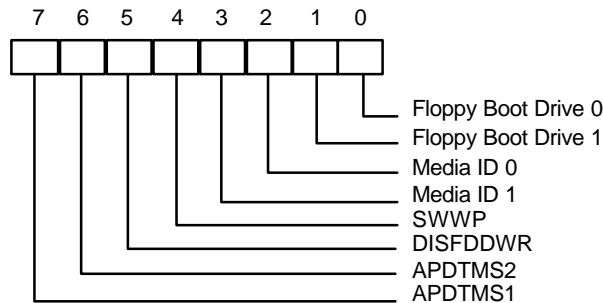 7 6 5 4 3 2 1 0
Floppy Boot Drive 0
Floppy Boot Drive 1
Media ID 0
Media ID 1
SWWP
DISFDDWR
APDTMS2
APDTMS1